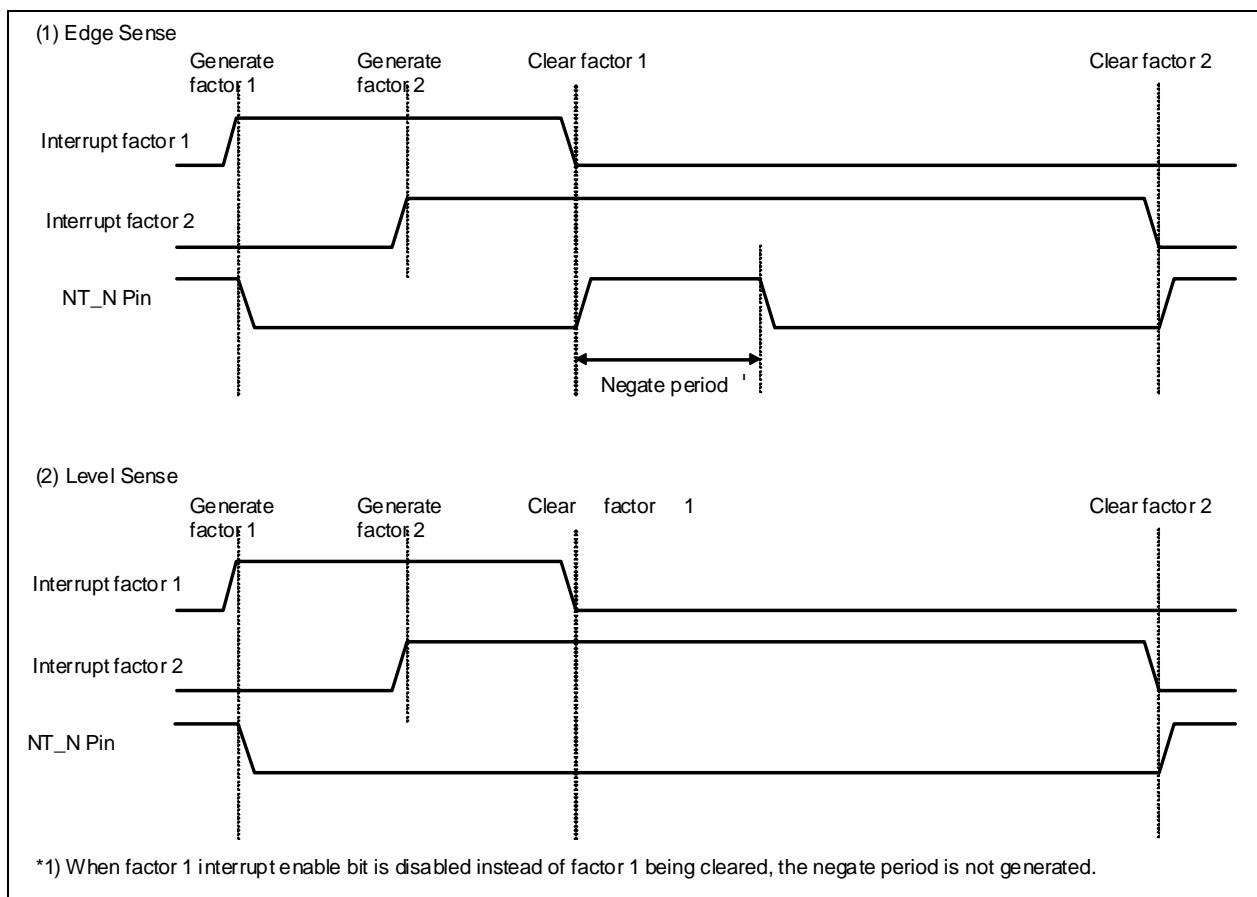 (1) Edge Sense
Generate factor 1
Generate factor 2
Clear factor 1
Clear factor 2
Interrupt factor 1
Interrupt factor 2
NT_N Pin
Negate period
(2) Level Sense
Generate factor 1
Generate factor 2
Clear factor 1
Clear factor 2
Interrupt factor 1
Interrupt factor 2
NT_N Pin
*1) When factor 1 interrupt enable bit is disabled instead of factor 1 being cleared, the negate period is not generated.